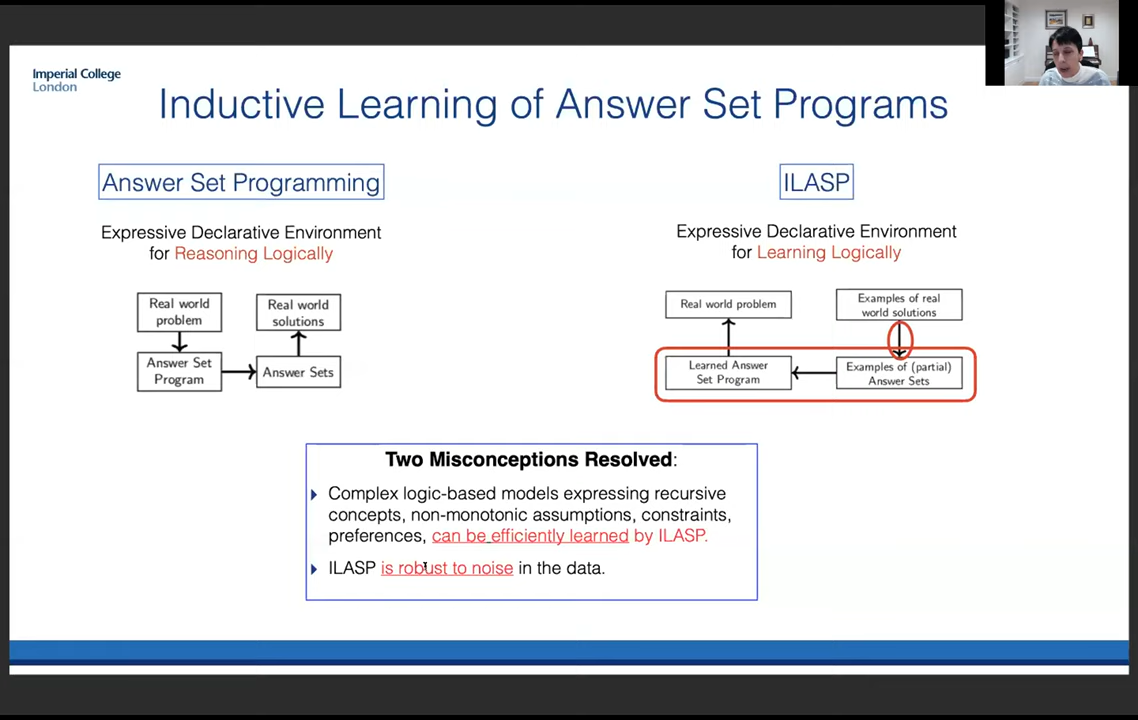 Imperial College
London
Inductive Learning of Answer Set Programs
Answer Set Programming
Expressive Declarative Environment
for Reasoning Logically
Real world
problem
Real world
solutions
Answer Set
Program
Answer Sets
ILASP
Expressive Declarative Environment
for Learning Logically
Real world problem
Examples of real
world solutions
Learned Answer
Set Program
Examples of (partial)
Answer Sets
Two Misconceptions Resolved:
Complex logic-based models expressing recursive
concepts, non-monotonic assumptions, constraints,
preferences, can be efficiently learned by ILASP.
ILASP is robust to noise in the data.